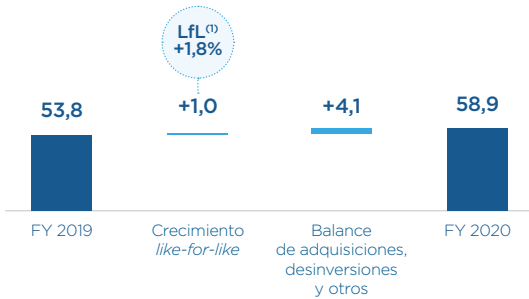 LfL(1)
+1,8%
53,8
+1,0
+4,1
58,9
FY 2019
Crecimiento
like-for-like
Balance
de adquisiciones,
desinversiones
y otros
FY 2020